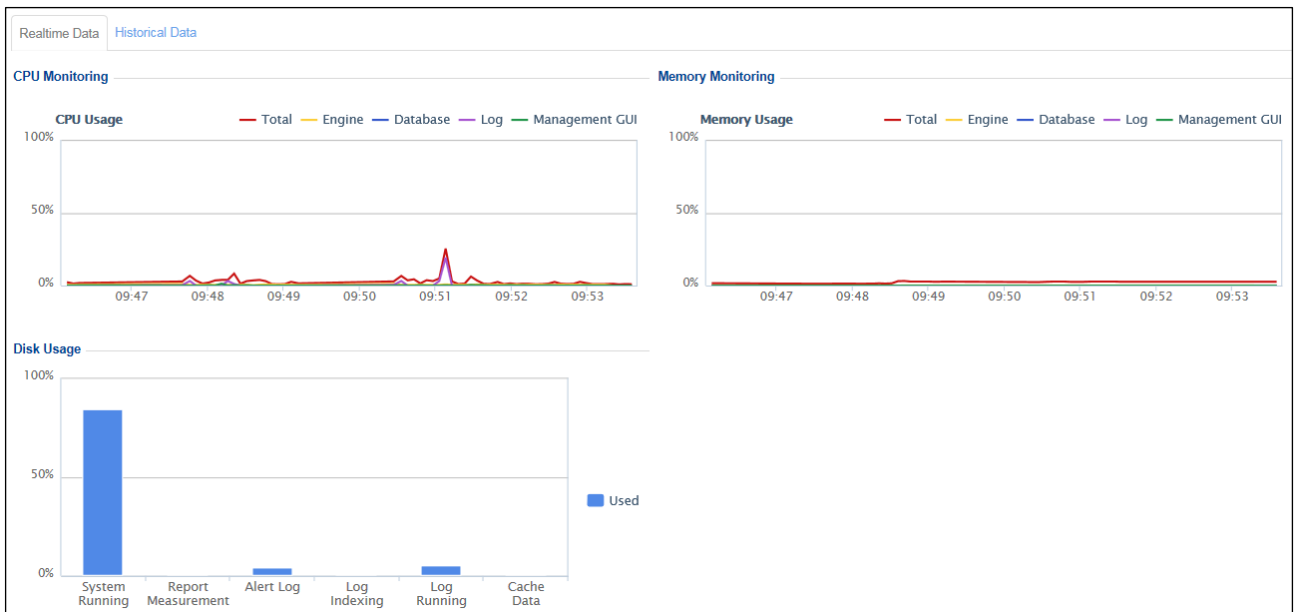 Realtime Data Historical Data
CPU Monitoring
CPU Usage Total Engine Database Log Management GUI
100%
50%
0%
09:47 09:48 09:49 09:50 09:51 09:52 09:53
Memory Monitoring
Memory Usage Total Engine Database Log Management GUI
100%
50%
0%
09:47 09:48 09:49 09:50 09:51 09:52 09:53
Disk Usage
100%
50%
0%
Used
System Report Alert Log Log Log Cache
Running Measurement Indexing Running Data